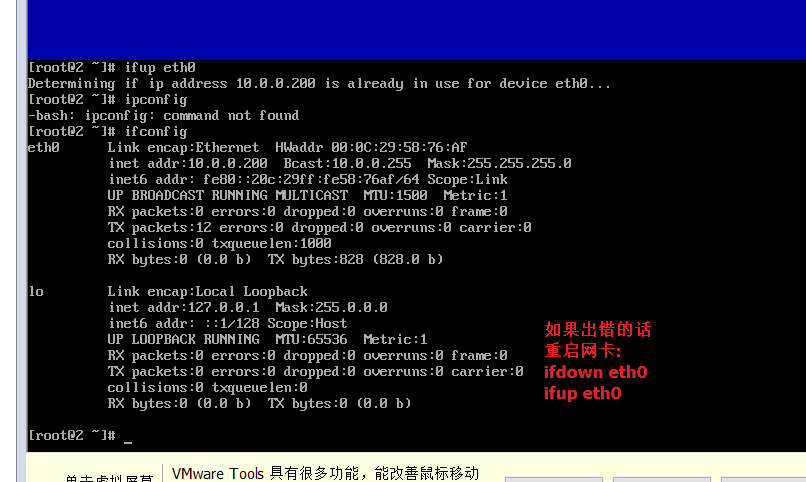 [root@2 ~]# ifup eth0
Determining if ip address 10.0.0.200 is already in use for device eth0...
[root@2 ~]# ipconfig
-bash: ipconfig: command not found
[root@2 ~]# ifconfig
eth0 Link encap:Ethernet HWaddr 00:0C:29:58:76:AF
inet addr:10.0.0.200 Bcast:10.0.0.255 Mask:255.255.255.0
inet6 addr: fe80::20c:29ff:fe58:76af/64 Scope:Link
UP BROADCAST RUNNING MULTICAST MTU:1500 Metric:1
RX packets:0 errors:0 dropped:0 overruns:0 frame:0
TX packets:12 errors:0 dropped:0 overruns:0 carrier:0
collisions:0 txqueuelen:1000
RX bytes:0 (0.0 b) TX bytes:828 (828.0 b)
lo Link encap:Local Loopback
inet addr:127.0.0.1 Mask:255.0.0.0
inet6 addr: ::1/128 Scope:Host
UP LOOPBACK RUNNING MTU:65536 Metric:1
RX packets:0 errors:0 dropped:0 overruns:0 frame:0
TX packets:0 errors:0 dropped:0 overruns:0 carrier:0
collisions:0 txqueuelen:0
RX bytes:0 (0.0 b) TX bytes:0 (0.0 b)
如果出错的话
重启网卡:
ifdown eth0
ifup eth0
[root@2 ~]# _
单击虚拟屏幕
VMware Tools 具有很多功能，能改善鼠标移动